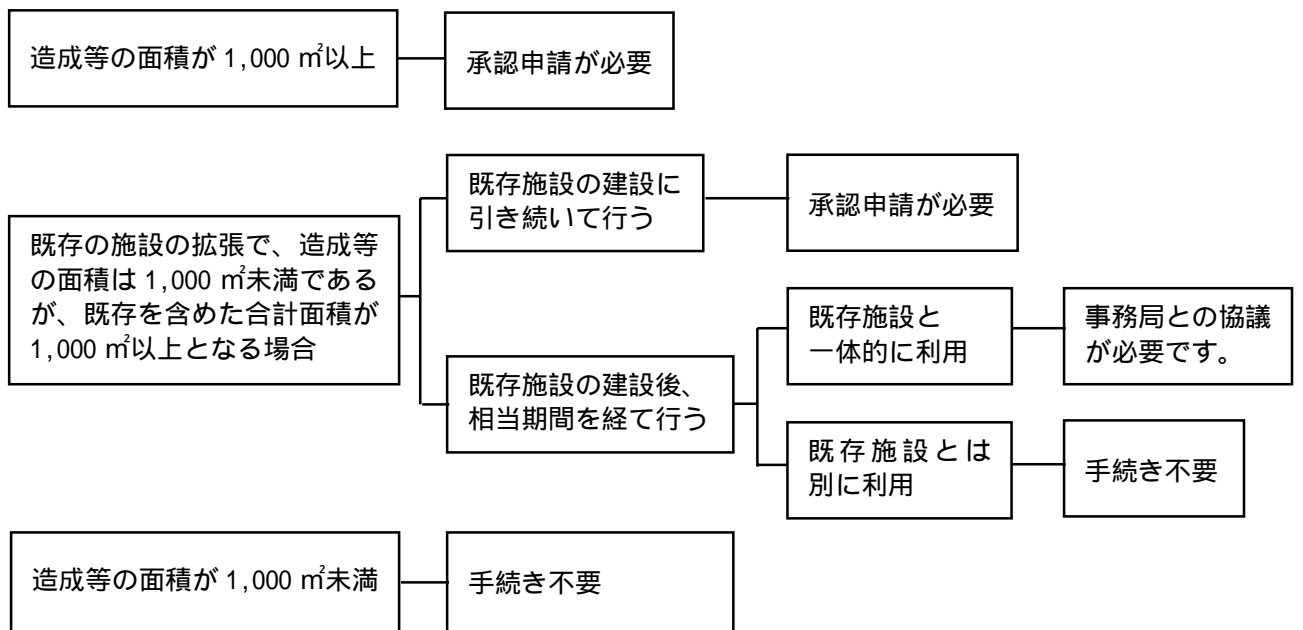 造成等の面積が 1,000 ㎡以上
承認申請が必要
既存の施設の拡張で、造成等
の面積は 1,000 ㎡未満である
が、既存を含めた合計面積が
1,000 ㎡以上となる場合
既存施設の建設に
引き続いて行う
承認申請が必要
既存施設の建設後、
相当期間を経て行う
既存施設と
一体的に利用
事務局との協議
が必要です。
既存施設とは
別に利用
手続き不要
造成等の面積が 1,000 ㎡未満
手続き不要